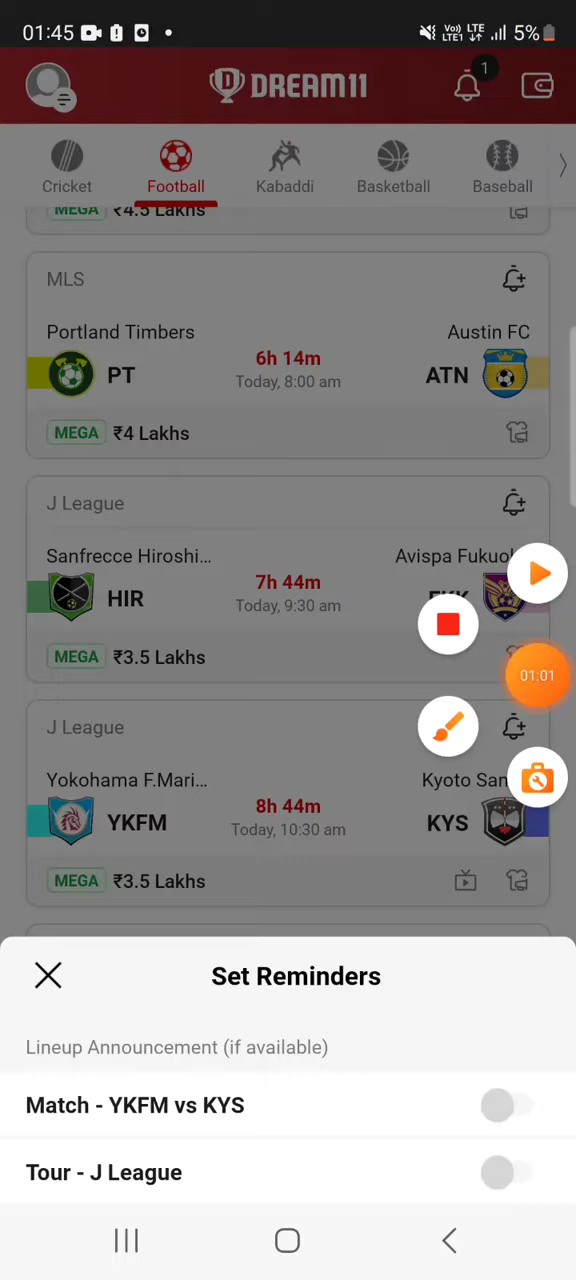 01:45
Vo) LTE
LTE1
5%
1
DREAM11
Cricket
Football
Kabaddi
Basketball
Baseball
MEGA ₹4.5 Lakhs
MLS
Portland Timbers
Austin FC
PT
6h 14m
Today, 8:00 am
ATN
MEGA ₹4 Lakhs
J League
Sanfrecce Hiroshi...
Avispa Fukuol
HIR
7h 44m
Today, 9:30 am
MEGA ₹3.5 Lakhs
01:01
J League
Yokohama F.Mari...
Kyoto San
YKFM
8h 44m
Today, 10:30 am
KYS
MEGA ₹3.5 Lakhs
Set Reminders
Lineup Announcement (if available)
Match - YKFM vs KYS
Tour - J League